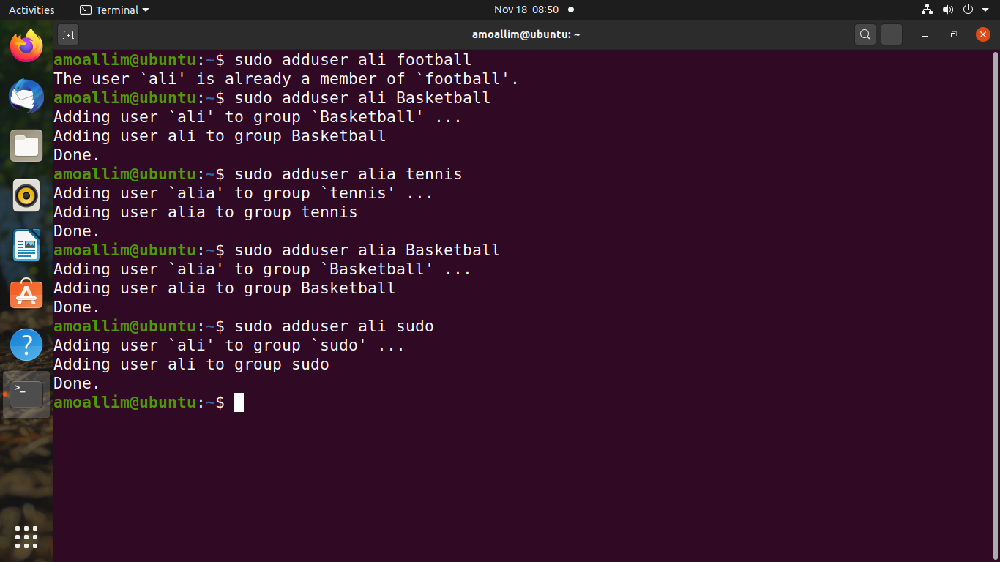 Activities
Terminal
Nov 18 08:50
amoallim@ubuntu: ~
amoallim@ubuntu:~$ sudo adduser ali football
The user `ali' is already a member of `football'.
amoallim@ubuntu:~$ sudo adduser ali Basketball
Adding user `ali' to group `Basketball' ...
Adding user ali to group Basketball
Done.
amoallim@ubuntu:~$ sudo adduser alia tennis
Adding user `alia' to group `tennis' ...
Adding user alia to group tennis
Done.
amoallim@ubuntu:~$ sudo adduser alia Basketball
Adding user `alia' to group `Basketball' ...
Adding user alia to group Basketball
Done.
amoallim@ubuntu:~$ sudo adduser ali sudo
Adding user `ali' to group `sudo' ...
Adding user ali to group sudo
Done.
amoallim@ubuntu:~$